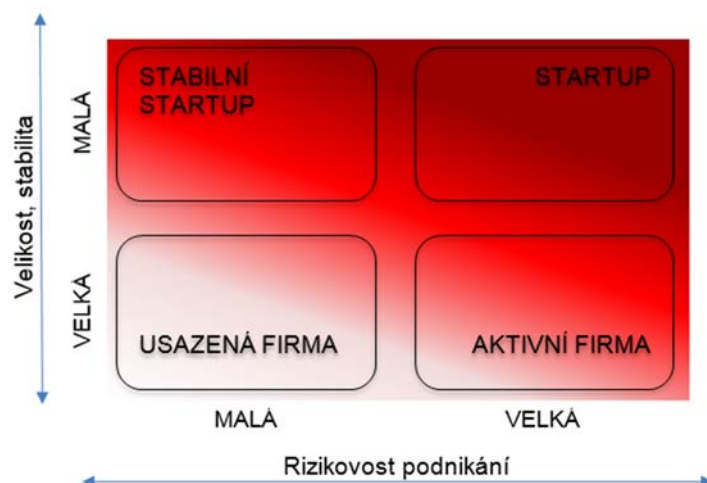 Velikost, stabilita
MALÁ
VELKÁ
STABILNÍ
STARTUP
STARTUP
USAZENÁ FIRMA
AKTIVNÍ FIRMA
MALÁ
VELKÁ
Rizikovost podnikání